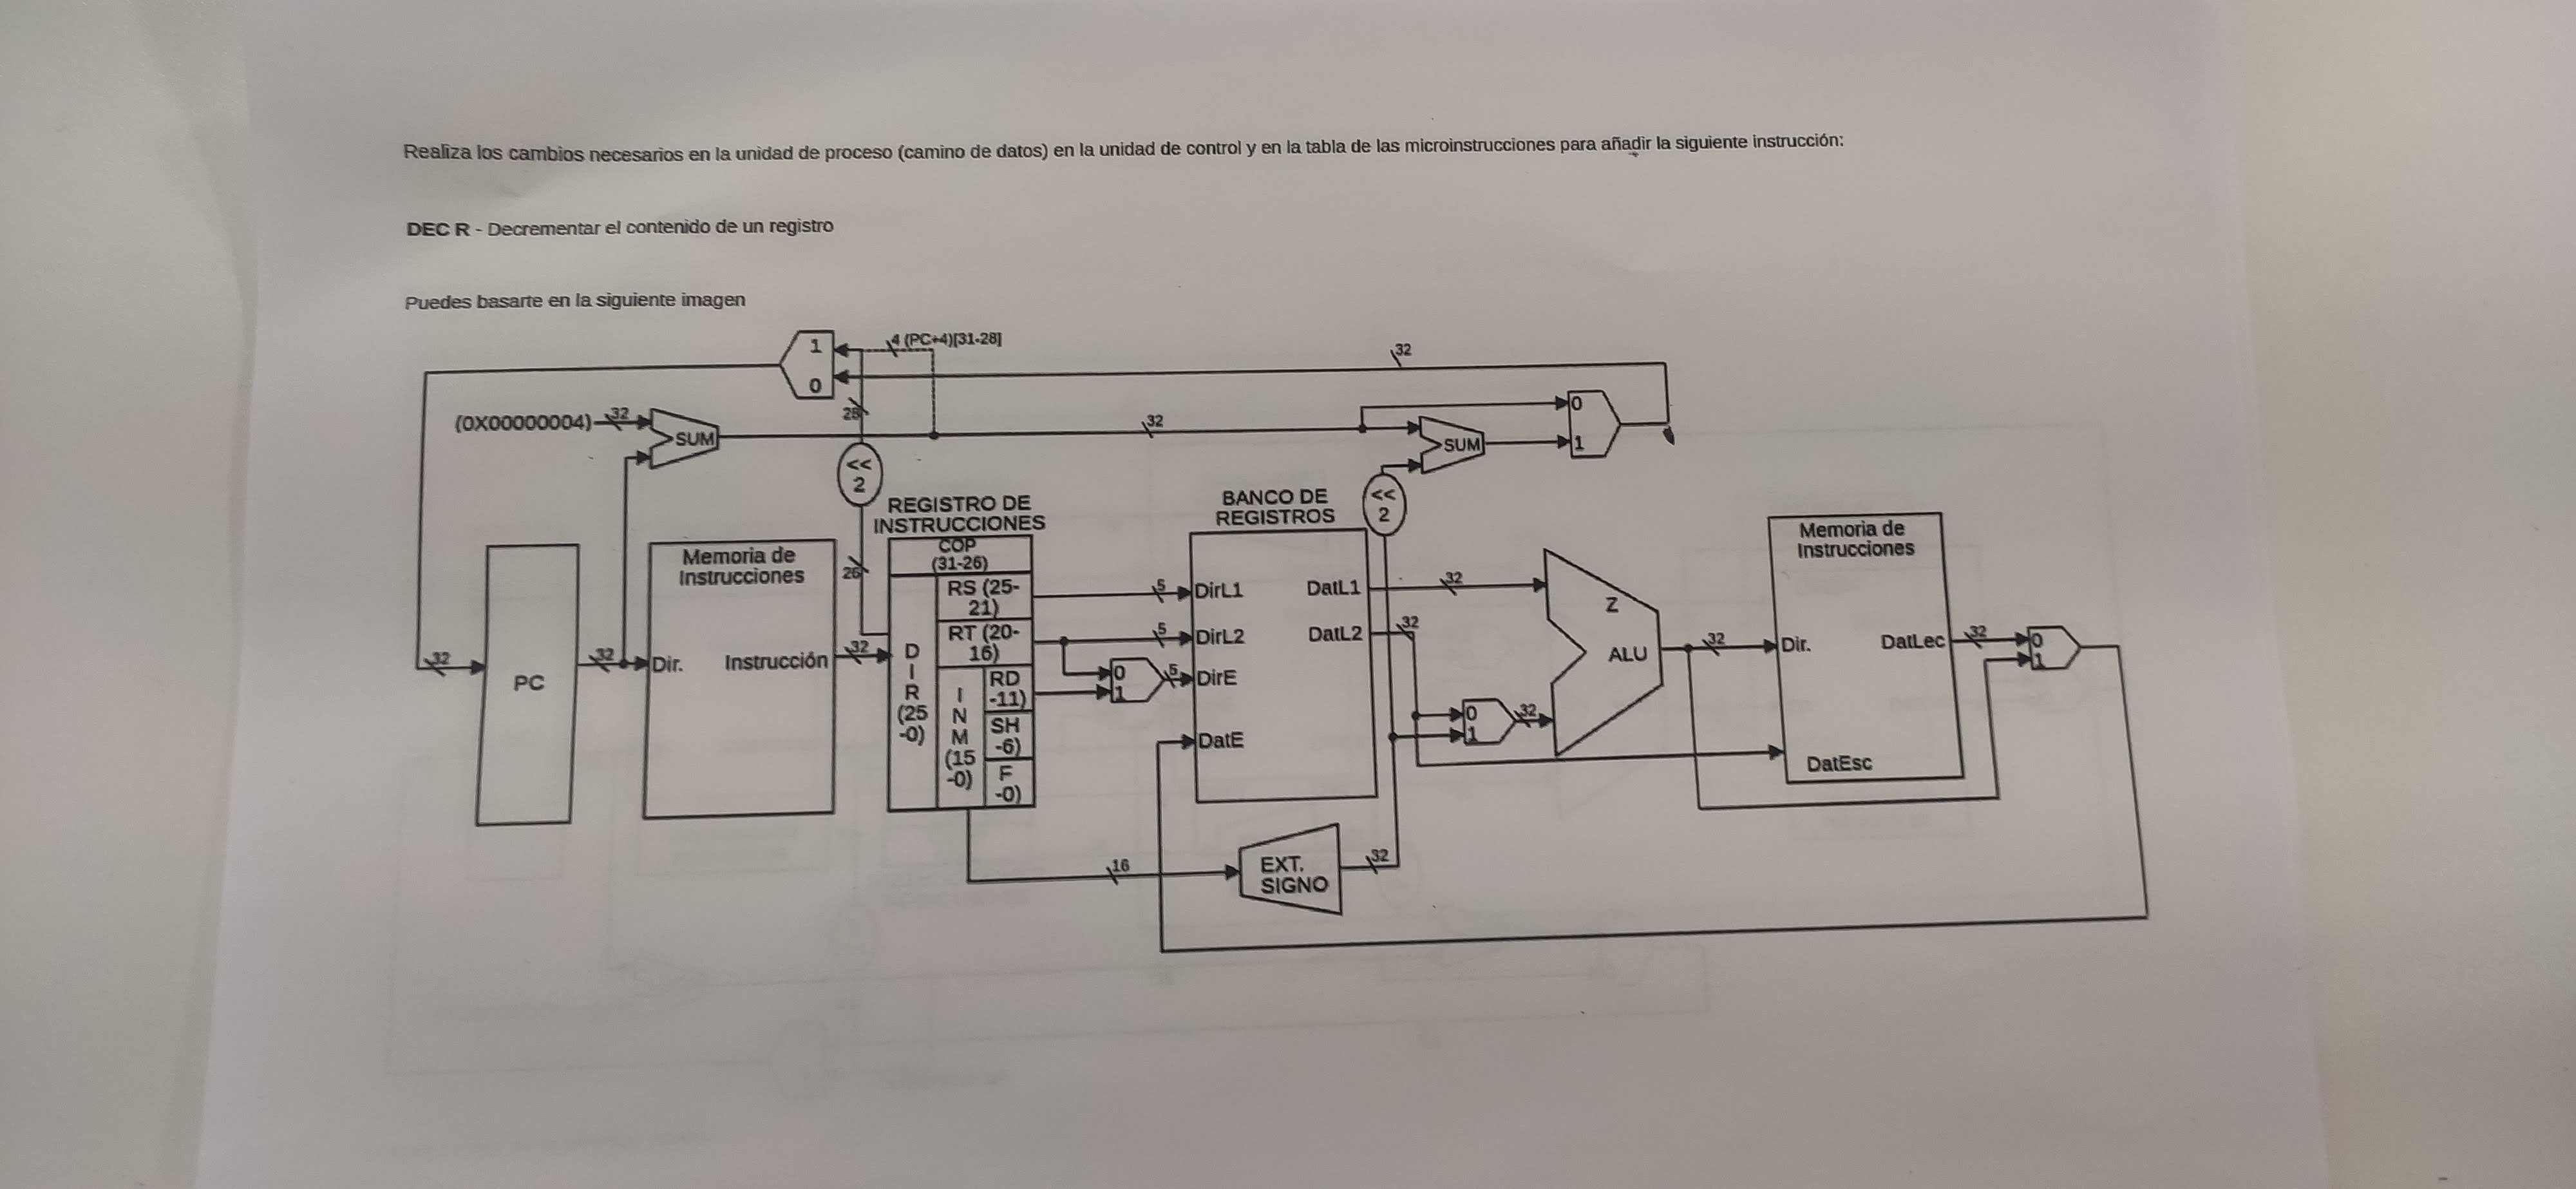 Realiza los cambios necesarios en la unidad de proceso (camino de datos) en la unidad de control y en la tabla de las microinstrucciones para añadir la siguiente instrucción:
DEC R - Decrementar el contenido de un registro
Puedes basarte en la siguiente imagen
1
4 (PC+4)[31-28]
32
0
(0X00000004)
32
28
32
0
SUM
SUM
1
<<
2
<<
2
REGISTRO DE
INSTRUCCIONES
BANCO DE
REGISTROS
COP
(31-26)
Memoria de
Instrucciones
Memoria de
Instrucciones
26
RS (25-
21)
5
DirL1
DatL1
32
Z
RT (20-
16)
5
DirL2
DatL2
32
32
PC
32
Dir.
Instrucción
32
D
I
R
(25
-0)
ALU
32
Dir.
DatLec
32
0
1
RD
-11)
0
1
5
DirE
I
N
M
(15
-0)
SH
-6)
0
1
32
DatE
F
-0)
DatEsc
16
EXT.
SIGNO
32